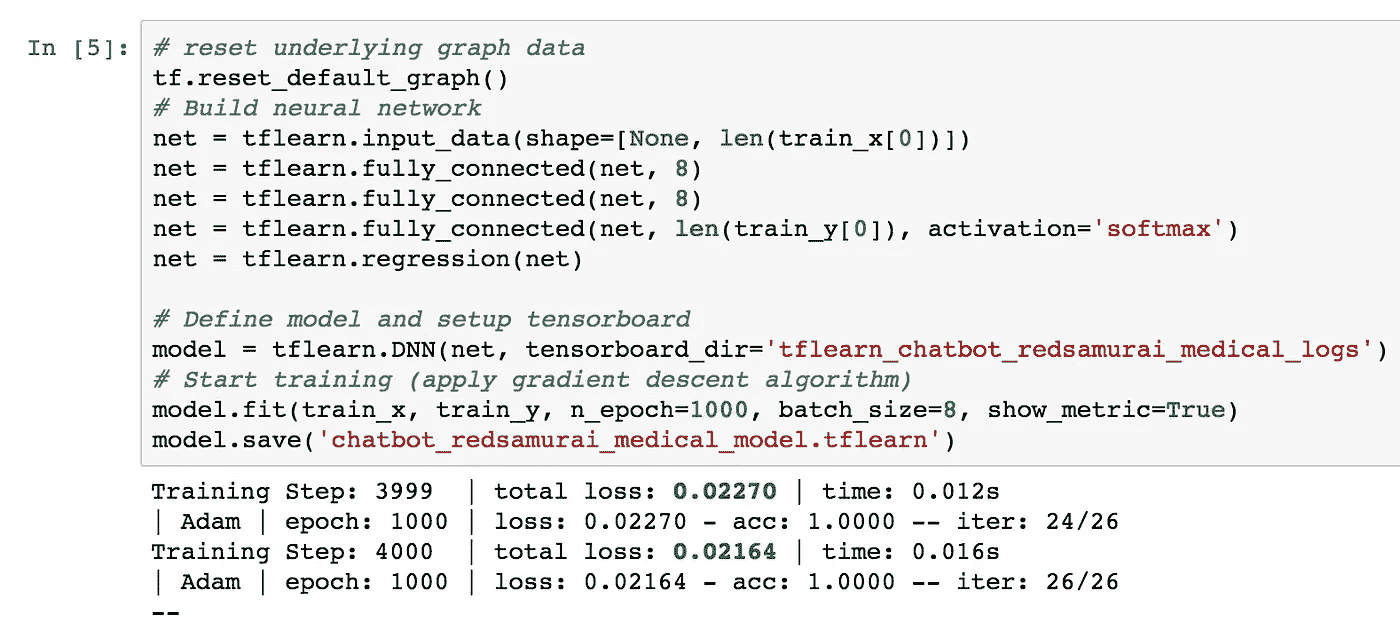 In [5]: # reset underlying graph data
tf.reset_default_graph()
# Build neural network
net = tflearn.input_data(shape=[None, len(train_x[0])])
net = tflearn.fully_connected(net, 8)
net = tflearn.fully_connected(net, 8)
net = tflearn.fully_connected(net, len(train_y[0]), activation='softmax')
net = tflearn.regression(net)
# Define model and setup tensorboard
model = tflearn.DNN(net, tensorboard_dir='tflearn_chatbot_redsamurai_medical_logs')
# Start training (apply gradient descent algorithm)
model.fit(train_x, train_y, n_epoch=1000, batch_size=8, show_metric=True)
model.save('chatbot_redsamurai_medical_model.tflearn')
Training Step: 3999  | total loss: 0.02270 | time: 0.012s
| Adam | epoch: 1000 | loss: 0.02270 - acc: 1.0000 -- iter: 24/26
Training Step: 4000  | total loss: 0.02164 | time: 0.016s
| Adam | epoch: 1000 | loss: 0.02164 - acc: 1.0000 -- iter: 26/26
--